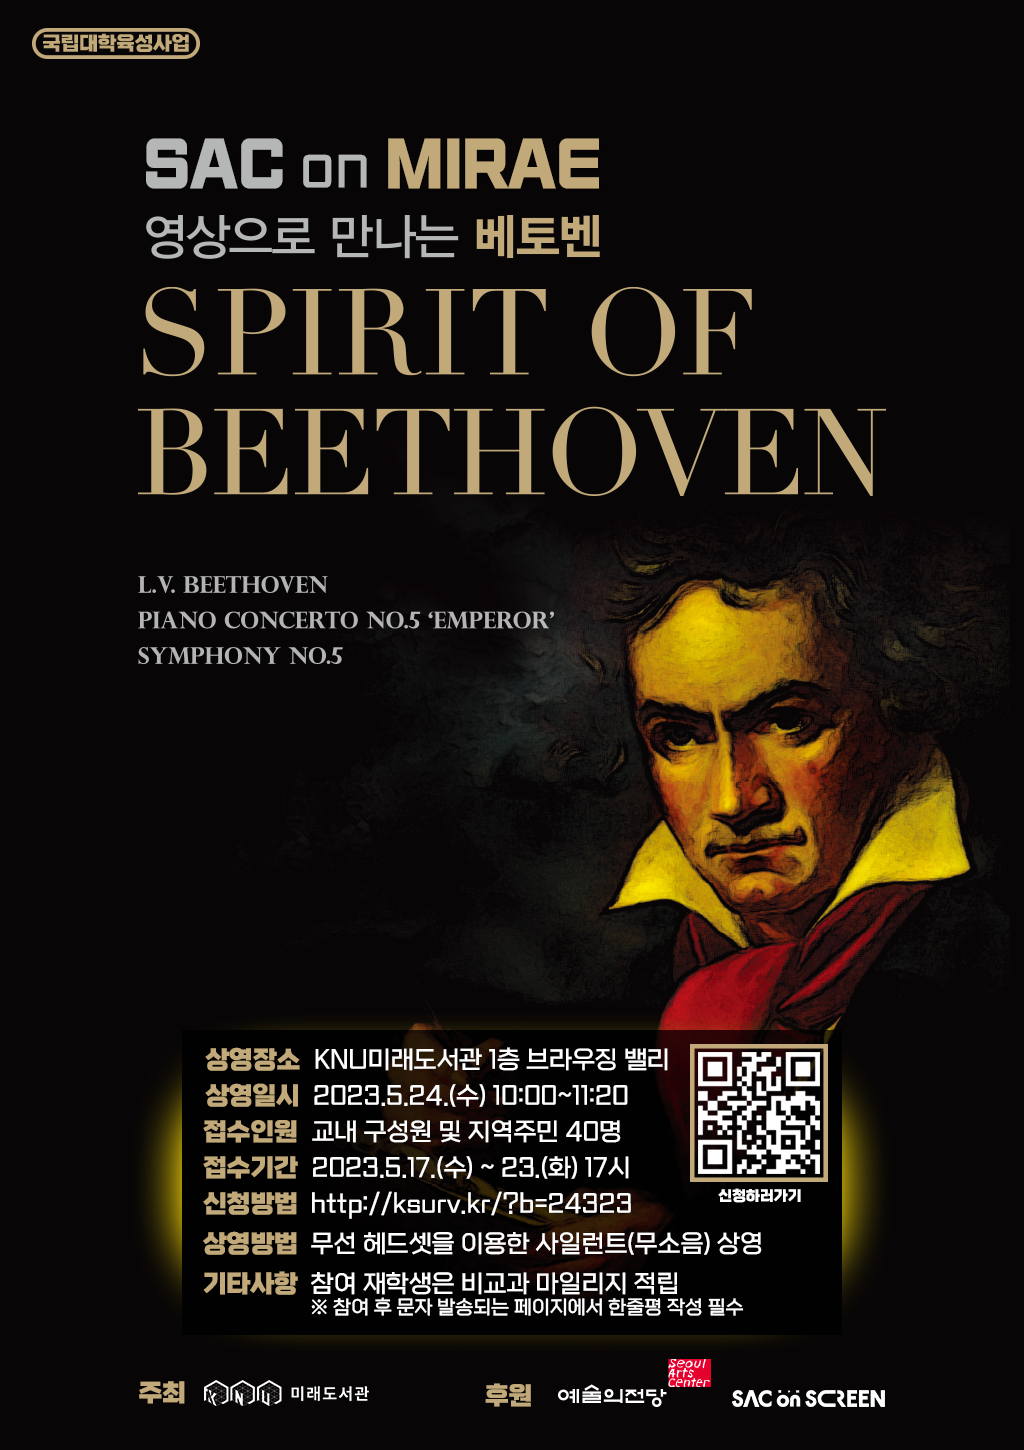 국립대학육성사업
SAC on MIRAE
영상으로 만나는 베토벤
SPIRIT OF
BEETHOVEN
L.V. BEETHOVEN
PIANO CONCERTO NO.5 ‘EMPEROR’
SYMPHONY NO.5
상영장소 KNU미래도서관 1층 브라우징 밸리
상영일시 2023.5.24.(수) 10:00~11:20
접수인원 교내 구성원 및 지역주민 40명
접수기간 2023.5.17.(수) ~ 23.(화) 17시
신청방법 http://ksurv.kr/?b=24323
신청하러가기
상영방법 무선 헤드셋을 이용한 사일런트(무소음) 상영
기타사항 참여 재학생은 비교과 마일리지 적립
※ 참여 후 문자 발송되는 페이지에서 한줄평 작성 필수
주최 KNU 미래도서관
후원 예술의전당 Seoul Arts Center
SAC on SCREEN